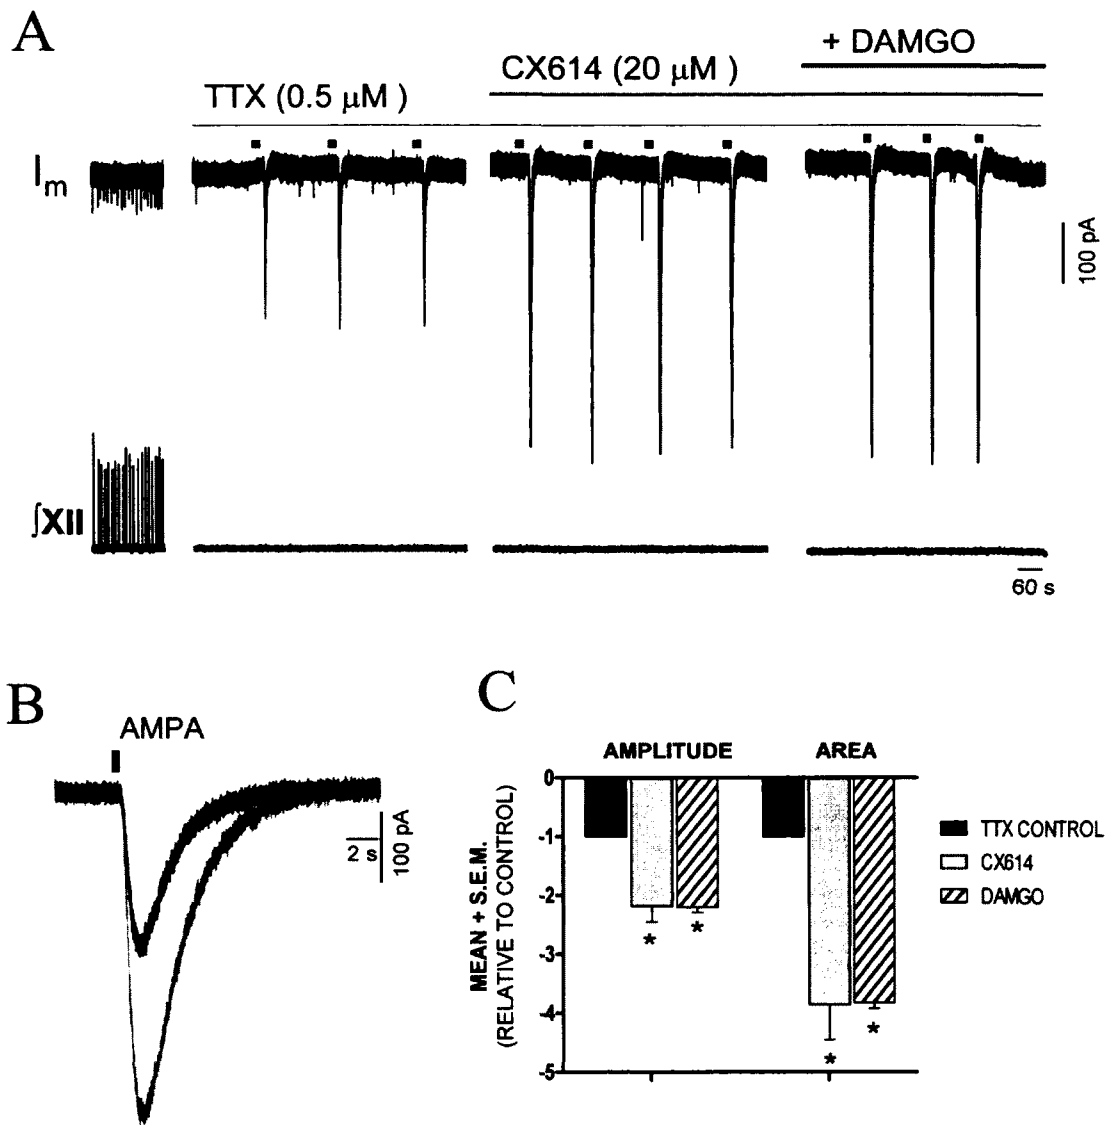 A
+ DAMGO
CX614 (20 μM )
TTX (0.5 μM )
Im
100 pA
∫XII
60 s
B
AMPA
2 s
100 pA
C
AMPLITUDE
AREA
MEAN + S.E.M.
(RELATIVE TO CONTROL)
0
-1
-2
-3
-4
-5
*
*
*
*
TTX CONTROL
CX614
DAMGO